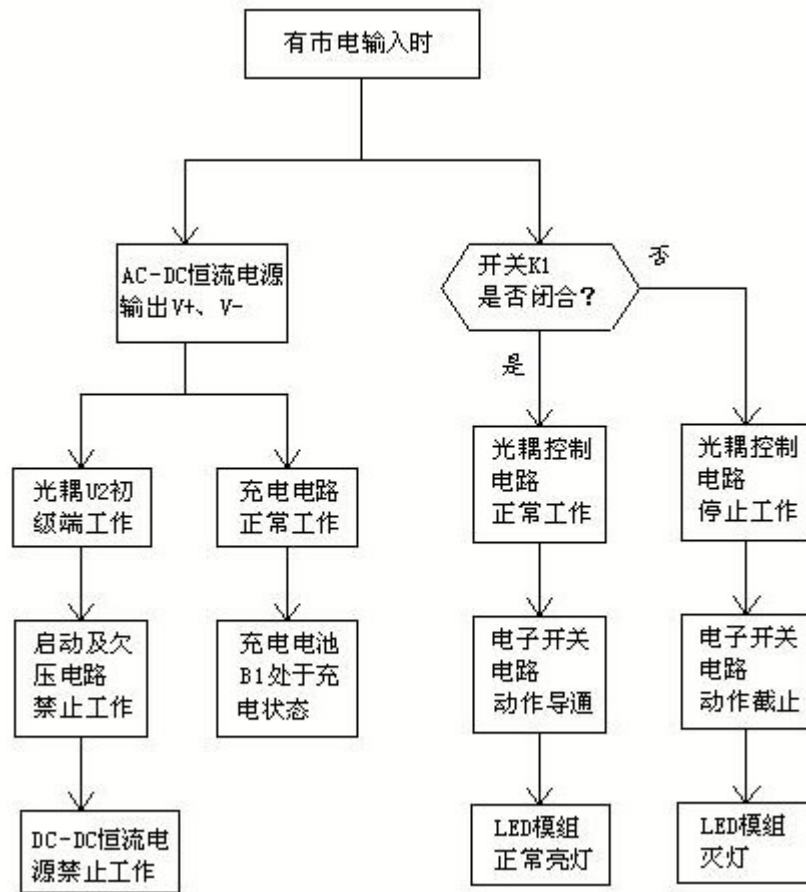 有市电输入时
AC-DC恒流电源
输出V+、V-
开关K1
是否闭合?
否
是
光耦U2初
级端工作
充电电路
正常工作
光耦控制
电路
正常工作
光耦控制
电路
停止工作
启动及欠
压电路
禁止工作
充电电池
B1处于充
电状态
电子开关
电路
动作导通
电子开关
电路
动作截止
DC-DC恒流电
源禁止工作
LED模组
正常亮灯
LED模组
灭灯